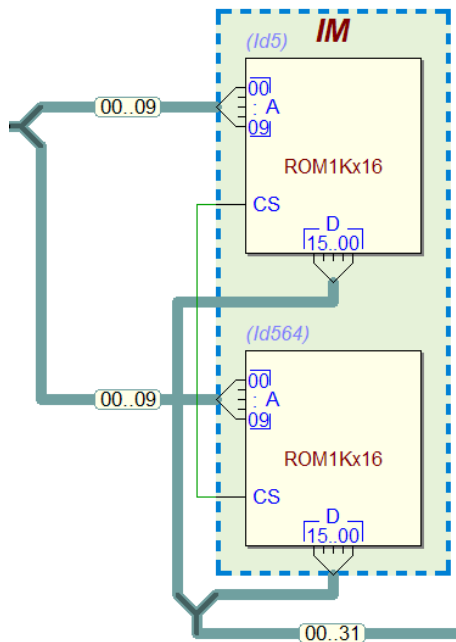 IM
(Id5)
00
00..09
: A
09
ROM1Kx16
CS
D
15..00
(Id564)
00
00..09
: A
09
ROM1Kx16
CS
D
15..00
00..31